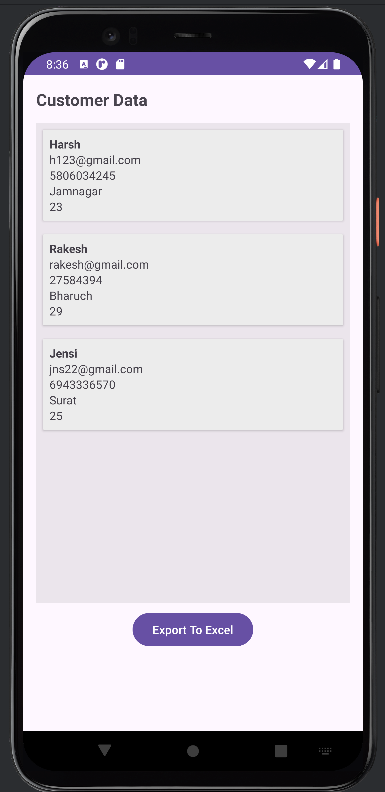 8:36
Customer Data
Harsh
h123@gmail.com
5806034245
Jamnagar
23
Rakesh
rakesh@gmail.com
27584394
Bharuch
29
Jensi
jns22@gmail.com
6943336570
Surat
25
Export To Excel